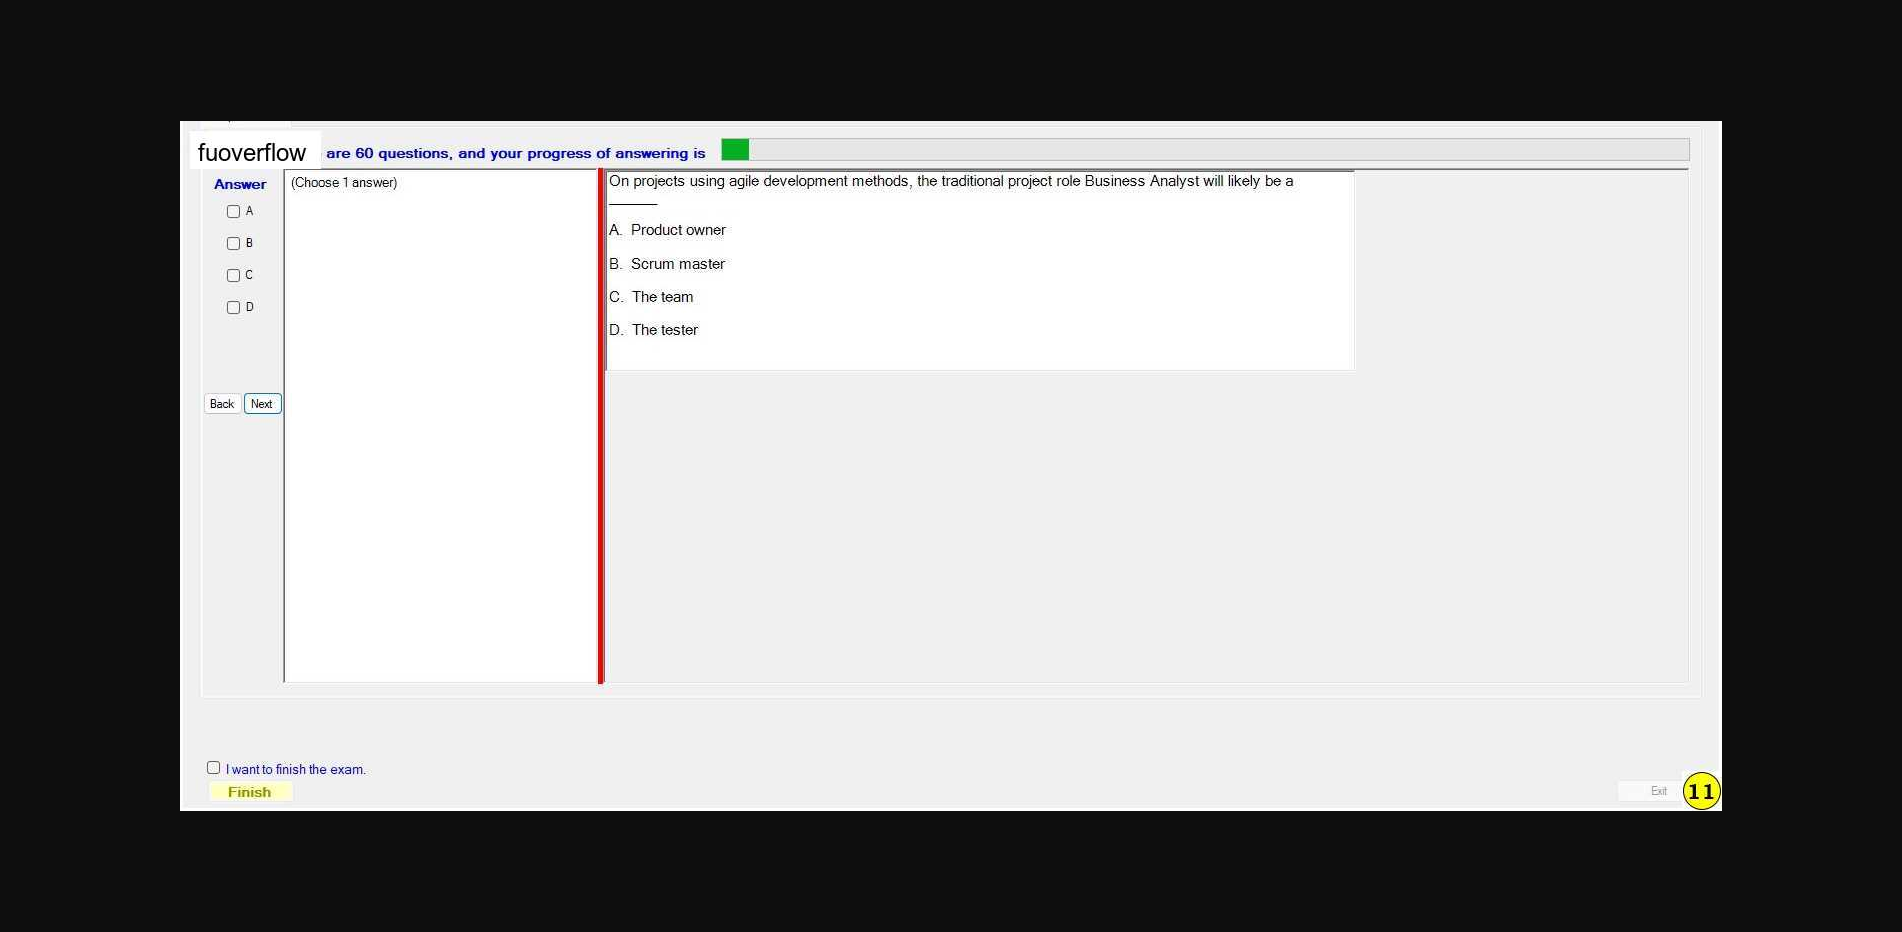 fuoverflow are 60 questions, and your progress of answering is
Answer
A
B
C
D
Back Next
(Choose 1 answer)
On projects using agile development methods, the traditional project role Business Analyst will likely be a
______
A. Product owner
B. Scrum master
C. The team
D. The tester
I want to finish the exam.
Finish
Exit
11